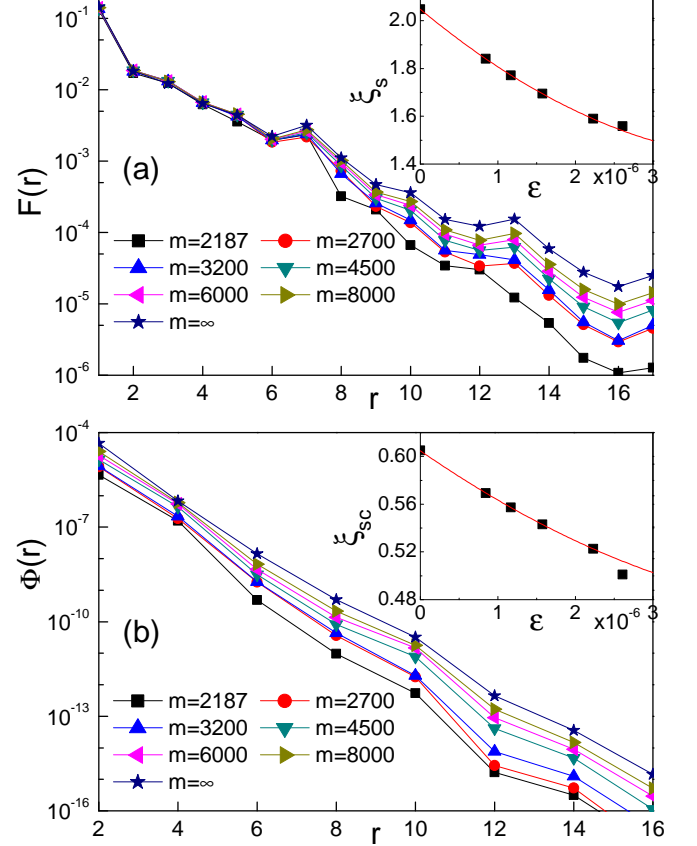 10^-1
10^-2
10^-3
10^-4
10^-5
10^-6
F(r)
(a)
m=2187 m=2700
m=3200 m=4500
m=6000 m=8000
m=∞
2 4 6 8 10 12 14 16
r
2.0
1.8
1.6
1.4
ξ_s
0 1 2 3
ε ×10^-6
10^-4
10^-7
10^-10
10^-13
10^-16
Φ(r)
(b)
m=2187 m=2700
m=3200 m=4500
m=6000 m=8000
m=∞
2 4 6 8 10 12 14 16
r
0.60
0.56
0.52
0.48
ξ_sc
0 1 2 3
ε ×10^-6